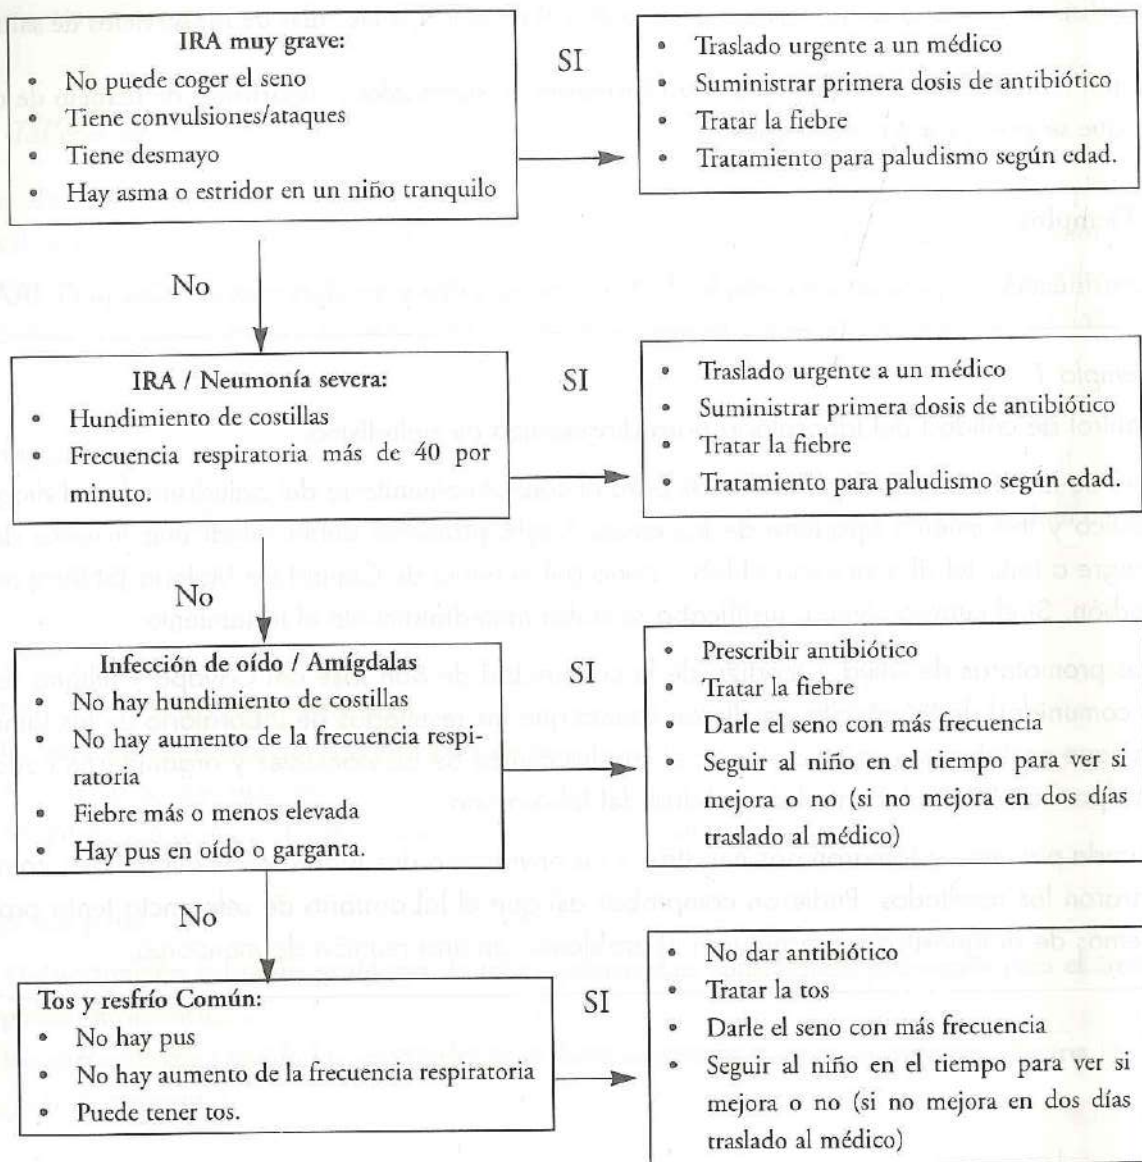 IRA muy grave:
• No puede coger el seno
• Tiene convulsiones/ataques
• Tiene desmayo
• Hay asma o estridor en un niño tranquilo
SI
• Traslado urgente a un médico
• Suministrar primera dosis de antibiótico
• Tratar la fiebre
• Tratamiento para paludismo según edad.
No
IRA / Neumonía severa:
• Hundimiento de costillas
• Frecuencia respiratoria más de 40 por
minuto.
SI
• Traslado urgente a un médico
• Suministrar primera dosis de antibiótico
• Tratar la fiebre
• Tratamiento para paludismo según edad.
No
Infección de oído / Amígdalas
• No hay hundimiento de costillas
• No hay aumento de la frecuencia respi-
ratoria
• Fiebre más o menos elevada
• Hay pus en oído o garganta.
SI
• Prescribir antibiótico
• Tratar la fiebre
• Darle el seno con más frecuencia
• Seguir al niño en el tiempo para ver si
mejora o no (si no mejora en dos días
traslado al médico)
No
Tos y resfrío Común:
• No hay pus
• No hay aumento de la frecuencia respiratoria
• Puede tener tos.
SI
• No dar antibiótico
• Tratar la tos
• Darle el seno con más frecuencia
• Seguir al niño en el tiempo para ver si
mejora o no (si no mejora en dos días
traslado al médico)